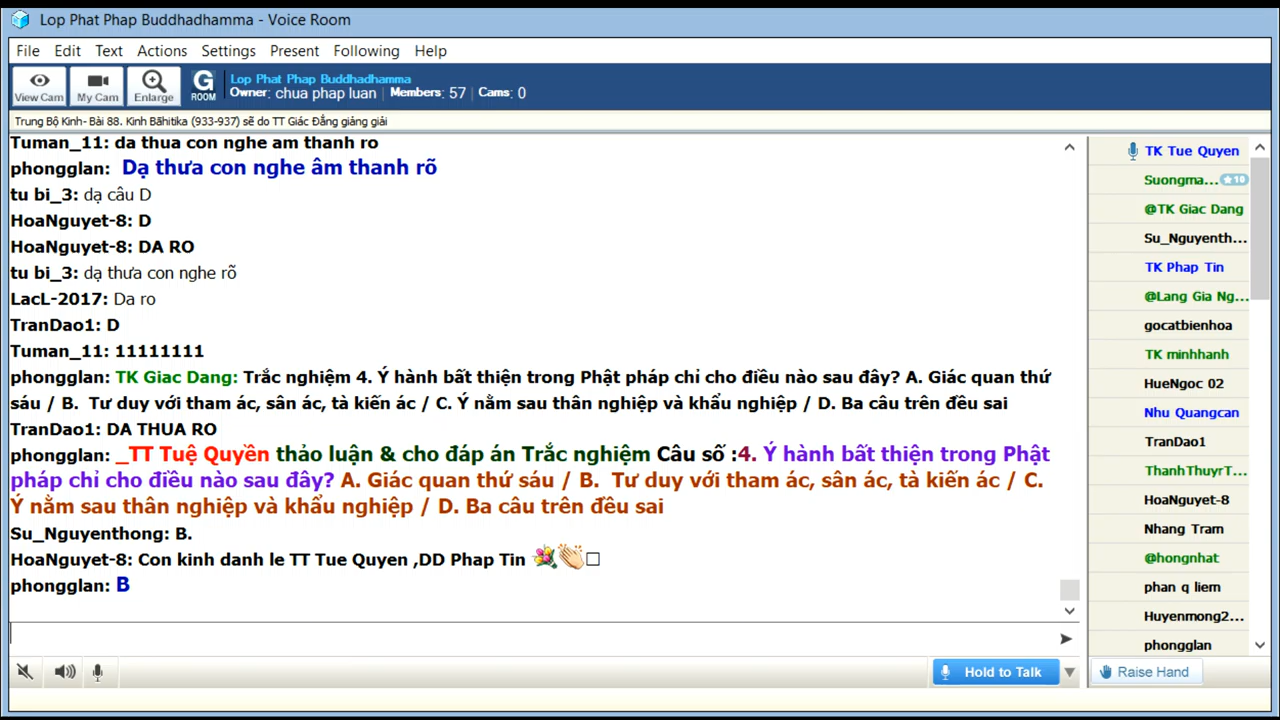 Lop Phat Phap Buddhadhamma - Voice Room
File Edit Text Actions Settings Present Following Help
View Cam My Cam Enlarge G ROOM Lop Phat Phap Buddhadhamma
Owner: chua phap luan | Members: 57 | Cams: 0
Trung Bộ Kinh- Bài 88. Kinh Bāhitika (933-937) sẽ do TT Giác Đẳng giảng giải
Tuman_11: da thua con nghe am thanh ro
phongglan: Dạ thưa con nghe âm thanh rõ
tu bi_3: dạ câu D
HoaNguyet-8: D
HoaNguyet-8: DA RO
tu bi_3: dạ thưa con nghe rõ
LacL-2017: Da ro
TranDao1: D
Tuman_11: 11111111
phongglan: TK Giac Dang: Trắc nghiệm 4. Ý hành bất thiện trong Phật pháp chỉ cho điều nào sau đây? A. Giác quan thứ
sáu / B. Tư duy với tham ác, sân ác, tà kiến ác / C. Ý nằm sau thân nghiệp và khẩu nghiệp / D. Ba câu trên đều sai
TranDao1: DA THUA RO
phongglan: _TT Tuệ Quyền thảo luận & cho đáp án Trắc nghiệm Câu số :4. Ý hành bất thiện trong Phật
pháp chỉ cho điều nào sau đây? A. Giác quan thứ sáu / B. Tư duy với tham ác, sân ác, tà kiến ác / C.
Ý nằm sau thân nghiệp và khẩu nghiệp / D. Ba câu trên đều sai
Su_Nguyenthong: B.
HoaNguyet-8: Con kinh danh le TT Tue Quyen ,DD Phap Tin
phongglan: B
TK Tue Quyen
Suongma... ★10
@TK Giac Dang
Su_Nguyenth...
TK Phap Tin
@Lang Gia Ng...
gocatbienhoa
TK minhhanh
HueNgoc 02
Nhu Quangcan
TranDao1
ThanhThuyrT...
HoaNguyet-8
Nhang Tram
@hongnhat
phan q liem
Huyenmong2...
phongglan
Hold to Talk
Raise Hand